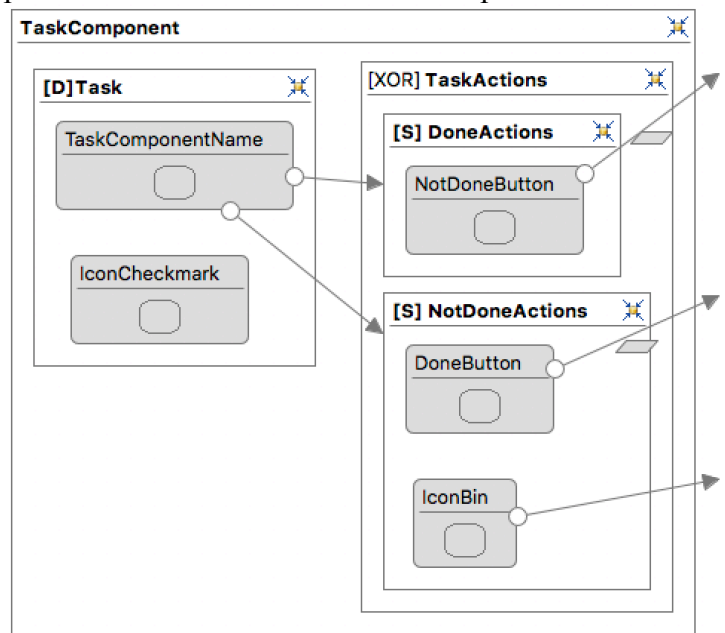 TaskComponent
[D]Task
TaskComponentName
IconCheckmark
[XOR] TaskActions
[S] DoneActions
NotDoneButton
[S] NotDoneActions
DoneButton
IconBin